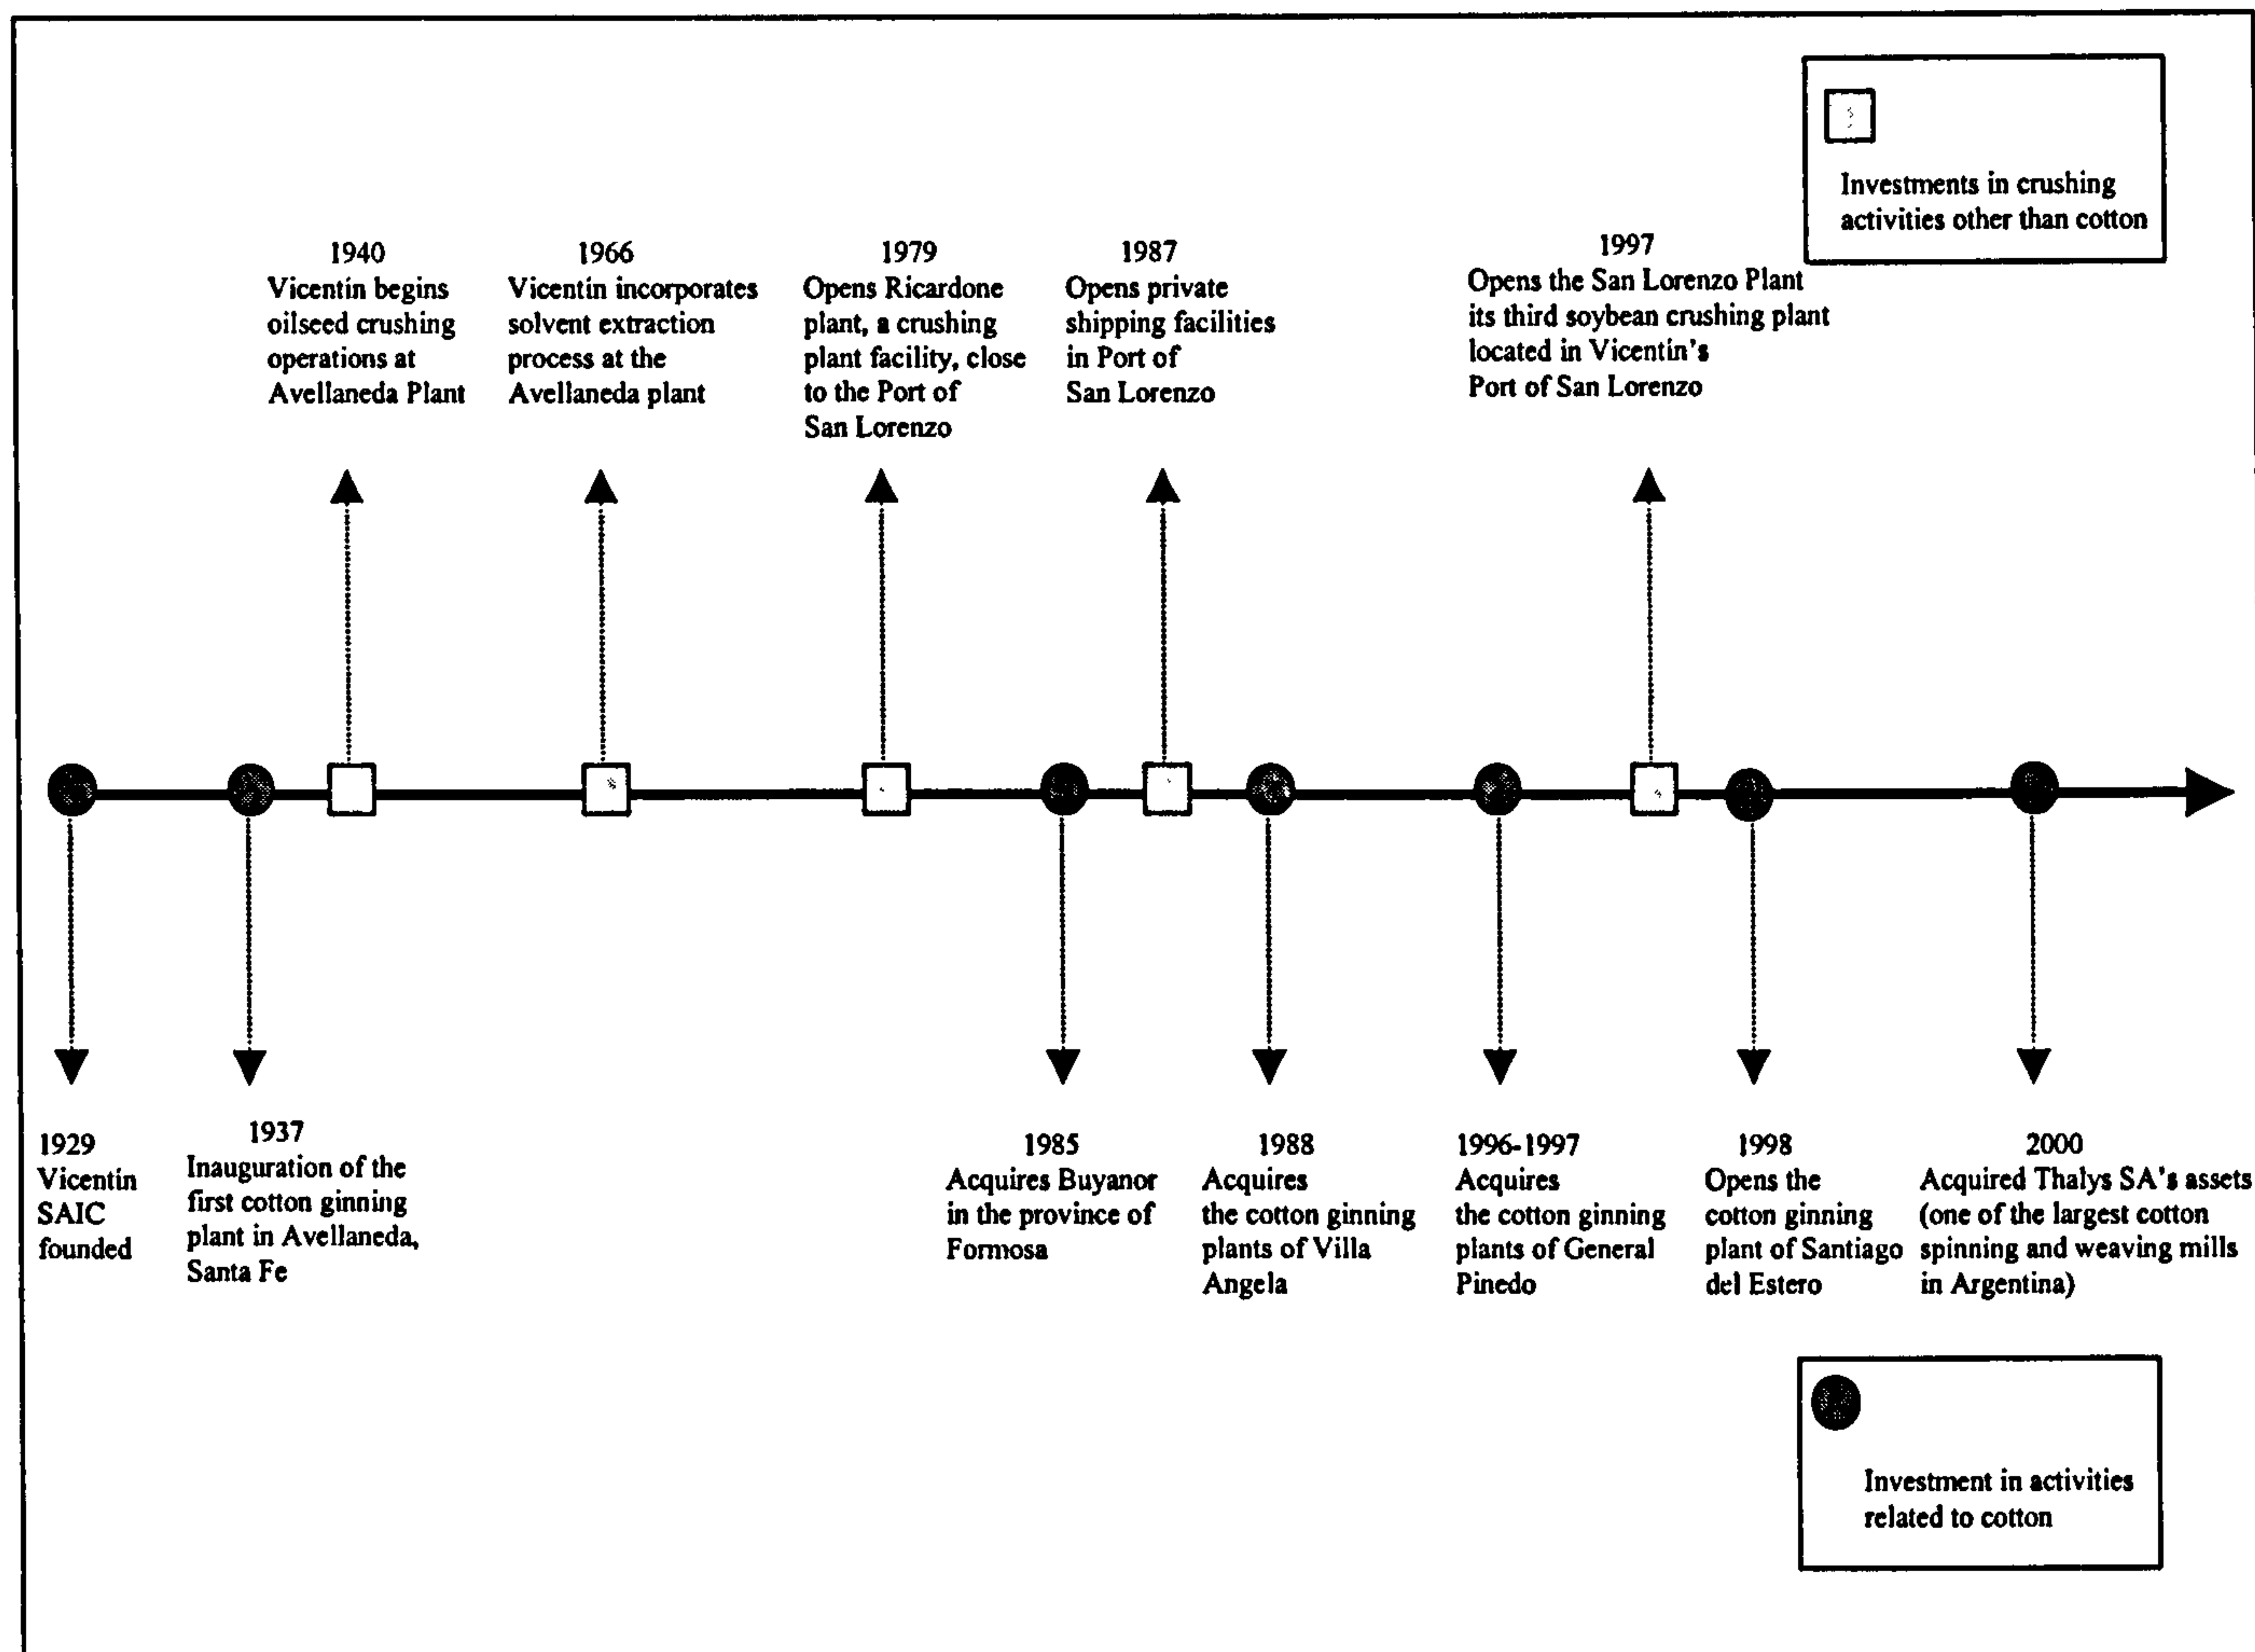 Investments in crushing
activities other than cotton
1940
Vicentin begins
oilseed crushing
operations at
Avellaneda Plant
1966
Vicentin incorporates
solvent extraction
process at the
Avellaneda plant
1979
Opens Ricardone
plant, a crushing
plant facility, close
to the Port of
San Lorenzo
1987
Opens private
shipping facilities
in Port of
San Lorenzo
1997
Opens the San Lorenzo Plant
its third soybean crushing plant
located in Vicentín's
Port of San Lorenzo
1929
Vicentín
SAIC
founded
1937
Inauguration of the
first cotton ginning
plant in Avellaneda,
Santa Fe
1985
Acquires Buyanor
in the province of
Formosa
1988
Acquires
the cotton ginning
plants of Villa
Angela
1996-1997
Acquires
the cotton ginning
plants of General
Pinedo
1998
Opens the
cotton ginning
plant of Santiago
del Estero
2000
Acquired Thalys SA's assets
(one of the largest cotton
spinning and weaving mills
in Argentina)
Investment in activities
related to cotton